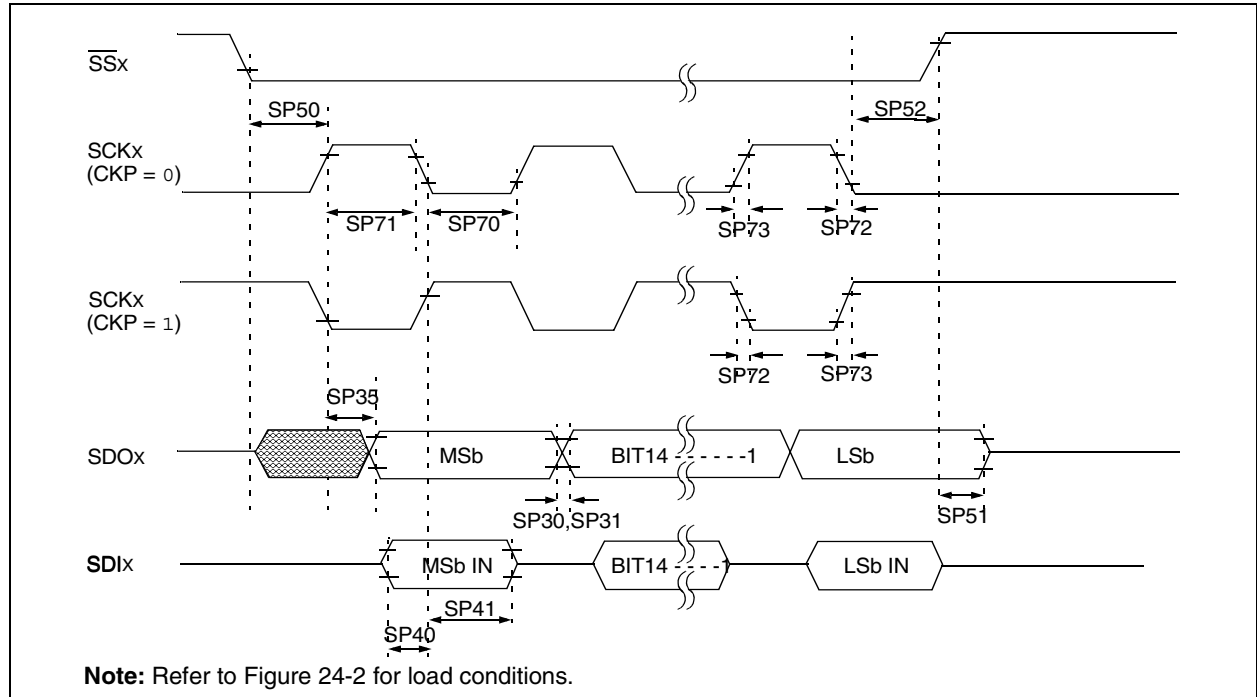 SSx
SP50
SP52
SCKx
(CKP = 0)
SP71
SP70
SP73
SP72
SCKx
(CKP = 1)
SP72
SP73
SP35
SDOx
MSb
BIT14 - - - - - -1
LSb
SP30,SP31
SP51
SDIx
MSb IN
BIT14 - - - - -1
LSb IN
SP41
SP40
Note: Refer to Figure 24-2 for load conditions.